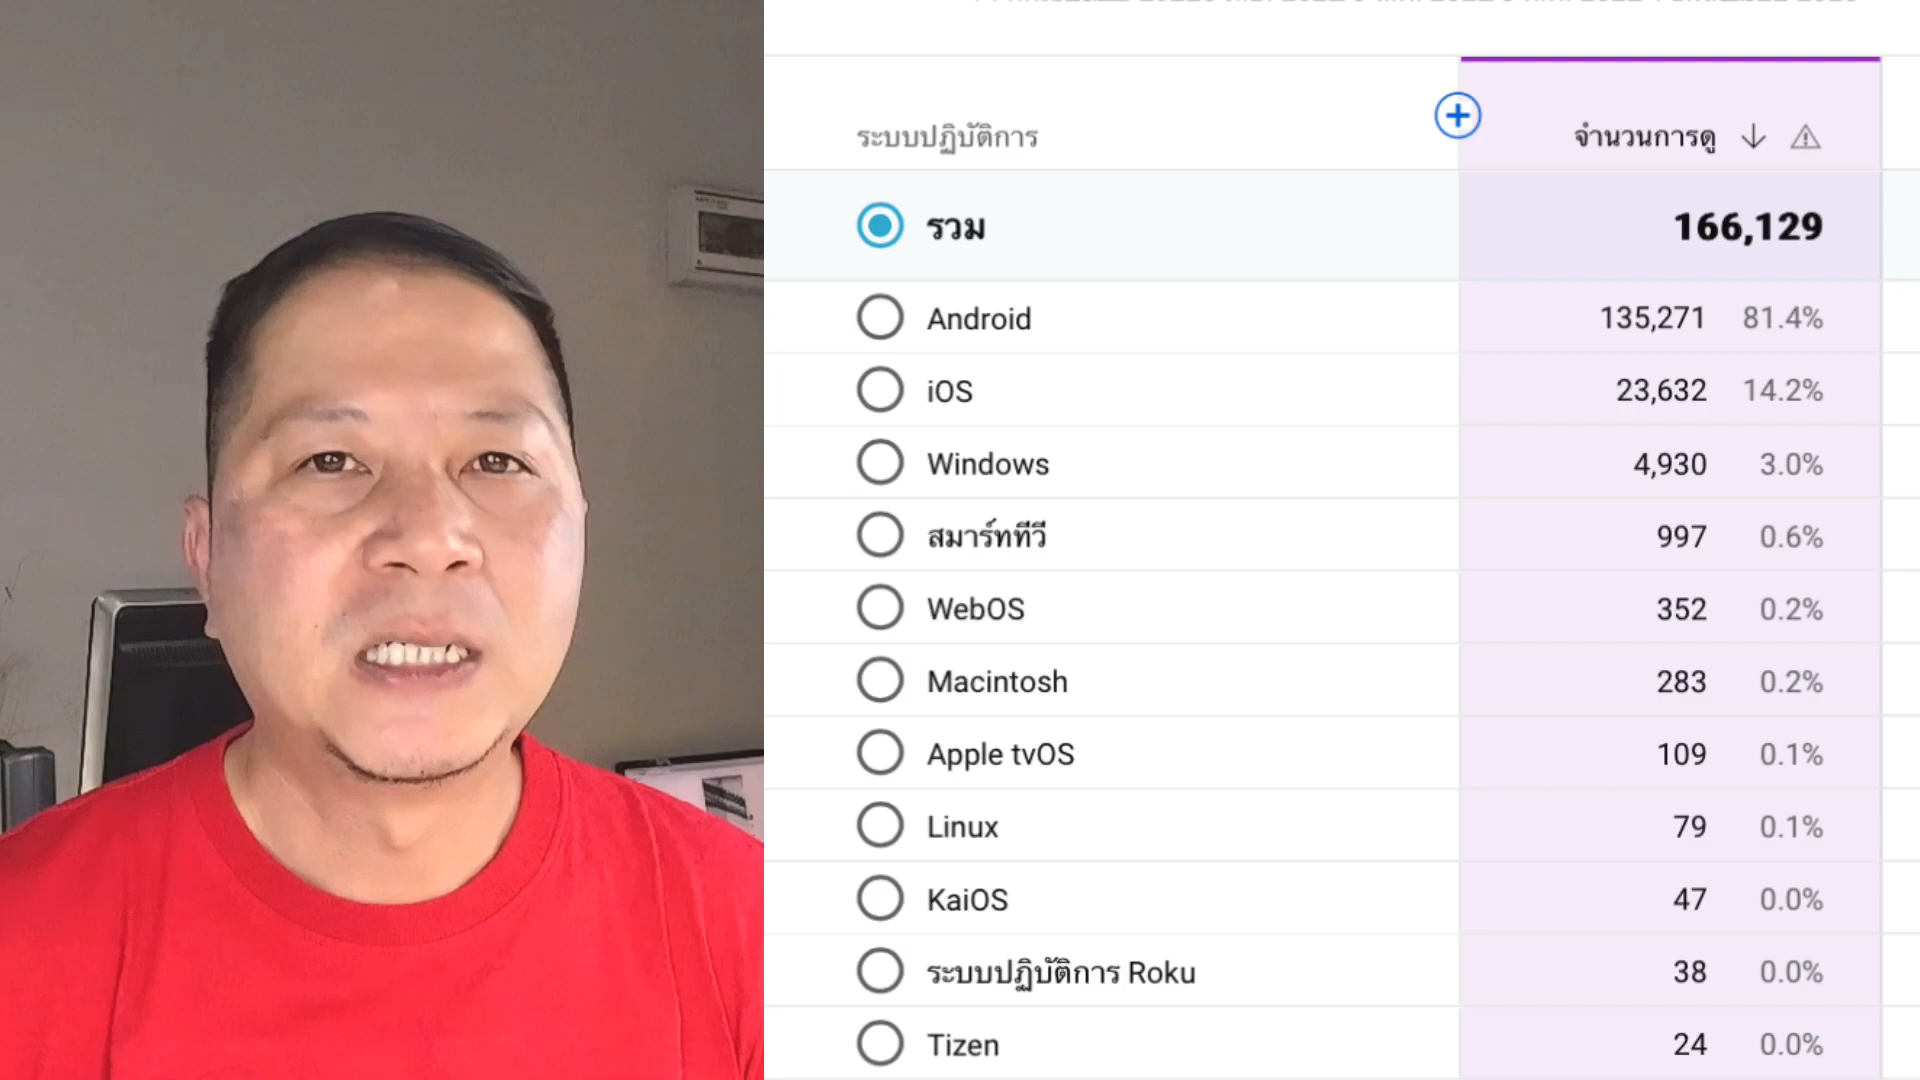 ระบบปฏิบัติการ จำนวนการดู
รวม 166,129
Android 135,271 81.4%
iOS 23,632 14.2%
Windows 4,930 3.0%
สมาร์ททีวี 997 0.6%
WebOS 352 0.2%
Macintosh 283 0.2%
Apple tvOS 109 0.1%
Linux 79 0.1%
KaiOS 47 0.0%
ระบบปฏิบัติการ Roku 38 0.0%
Tizen 24 0.0%